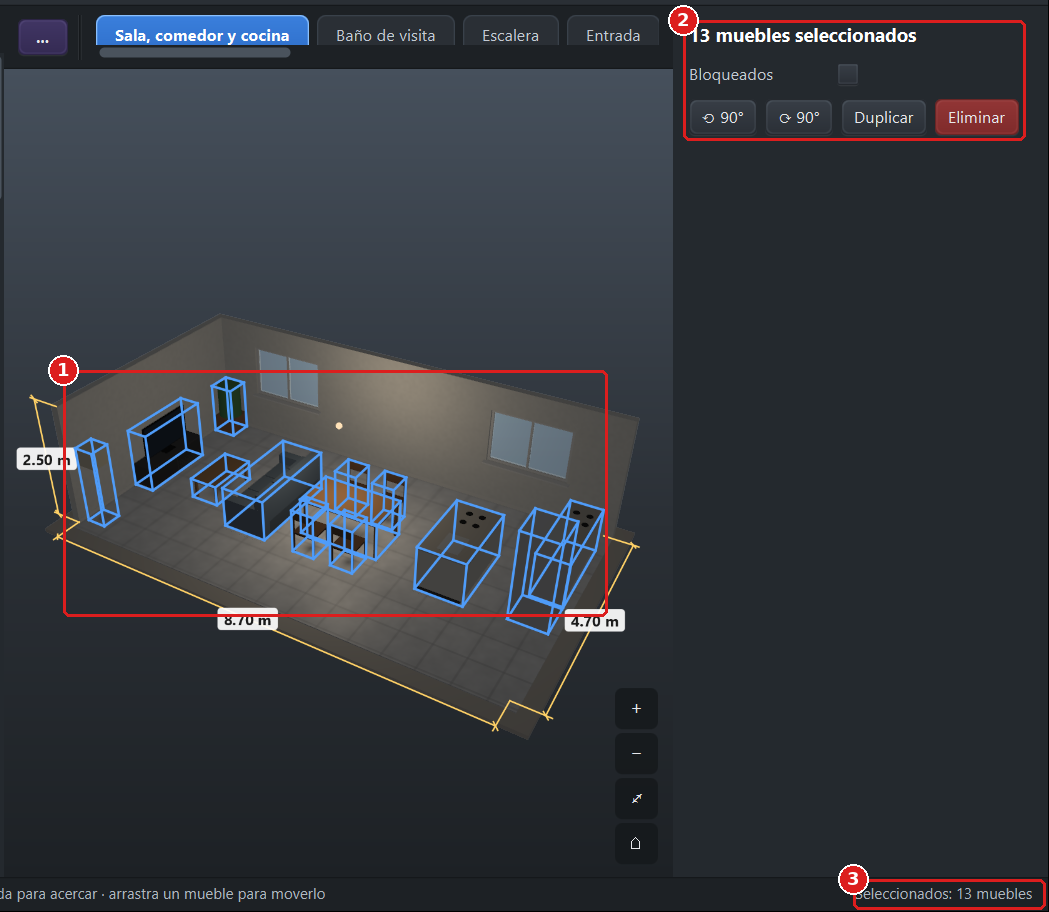 ...
Sala, comedor y cocina
Baño de visita
Escalera
Entrada
2
13 muebles seleccionados
Bloqueados
⟲ 90°
⟳ 90°
Duplicar
Eliminar
1
2.50 m
8.70 m
4.70 m
+
−
3
da para acercar · arrastra un mueble para moverlo
Seleccionados: 13 muebles